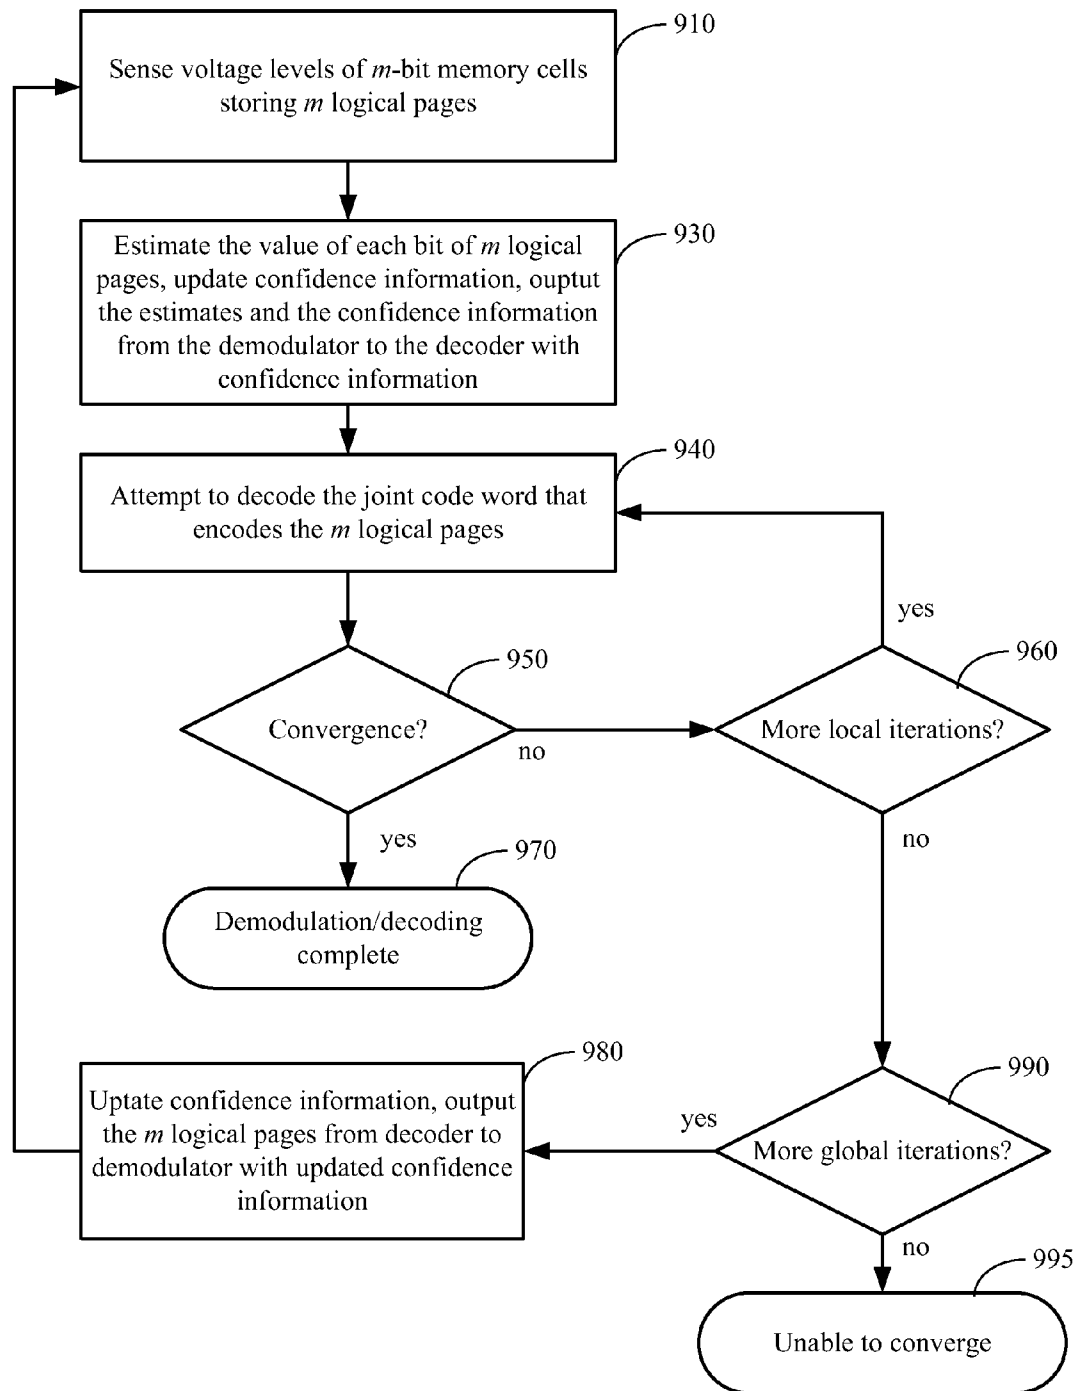 910
Sense voltage levels of m-bit memory cells
storing m logical pages
930
Estimate the value of each bit of m logical
pages, update confidence information, ouptut
the estimates and the confidence information
from the demodulator to the decoder with
confidence information
940
Attempt to decode the joint code word that
encodes the m logical pages
yes
950
960
Convergence?
no
More local iterations?
yes
no
970
Demodulation/decoding
complete
980
990
Uptate confidence information, output
the m logical pages from decoder to
demodulator with updated confidence
information
yes
More global iterations?
no
995
Unable to converge